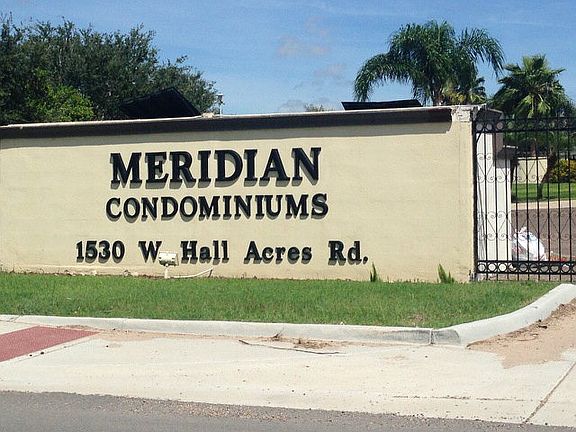 MERIDIAN
CONDOMINIUMS
1530 W. Hall Acres Rd.